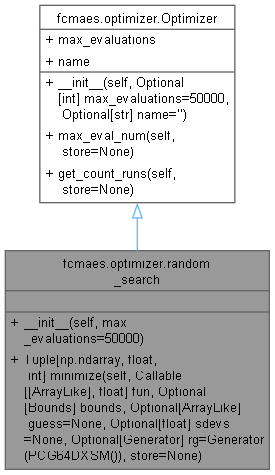 fcmaes.optimizer.Optimizer
+ max_evaluations
+ name
+ __init__(self, Optional
[int] max_evaluations=50000,
Optional[str] name='')
+ max_eval_num(self,
store=None)
+ get_count_runs(self,
store=None)
fcmaes.optimizer.random
_search
+ __init__(self, max
_evaluations=50000)
+ Tuple[np.ndarray, float,
int] minimize(self, Callable
[[ArrayLike], float] fun, Optional
[Bounds] bounds, Optional[ArrayLike]
guess=None, Optional[float] sdevs
=None, Optional[Generator] rg=Generator
(PCG64DXSM()), store=None)